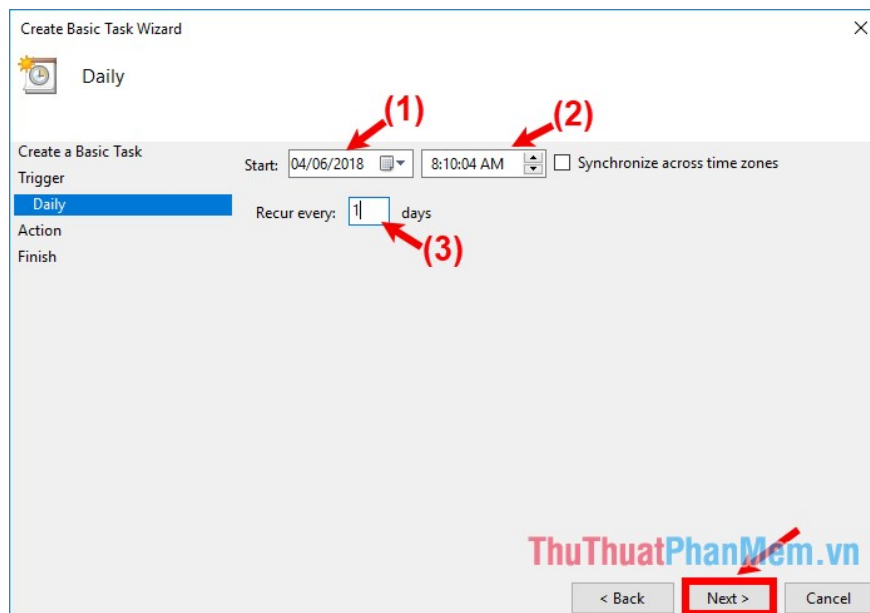 Create Basic Task Wizard
Daily
(1)
(2)
Create a Basic Task
Start: 04/06/2018 8:10:04 AM Synchronize across time zones
Trigger
Daily
Recur every: 1 days
Action
(3)
Finish
ThuThuatPhanMem.vn
< Back Next > Cancel